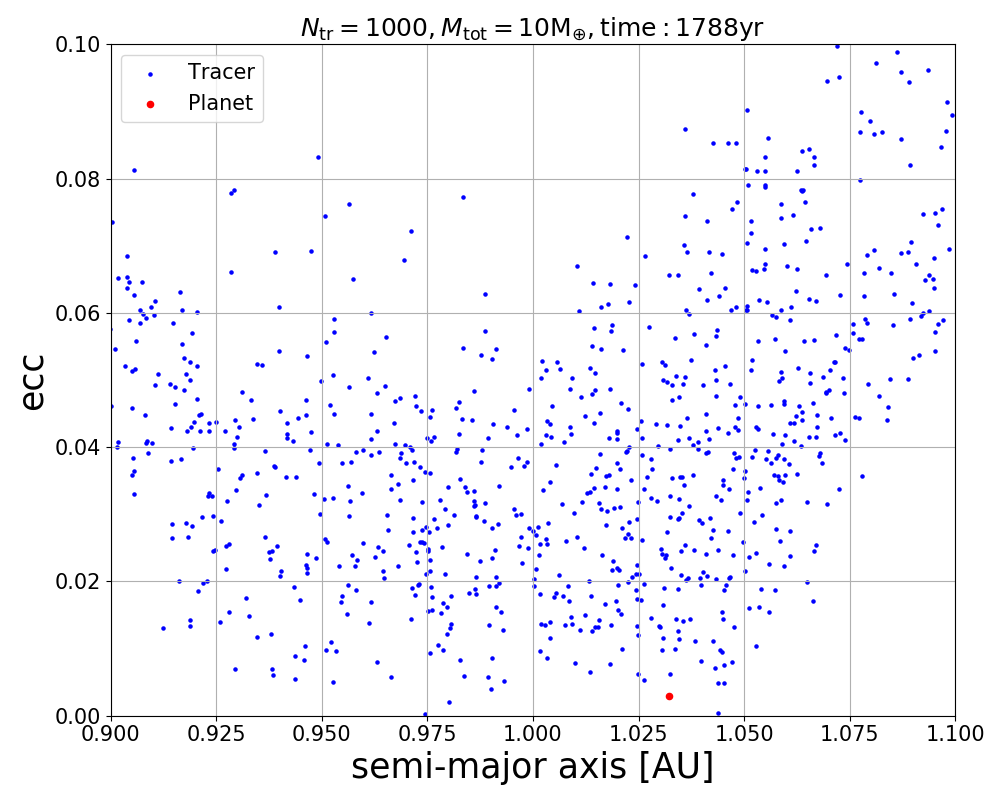 N_tr = 1000, M_tot = 10M_⊕, time : 1788yr
Tracer
Planet
0.10
0.08
0.06
0.04
0.02
0.00
ecc
0.900 0.925 0.950 0.975 1.000 1.025 1.050 1.075 1.100
semi-major axis [AU]